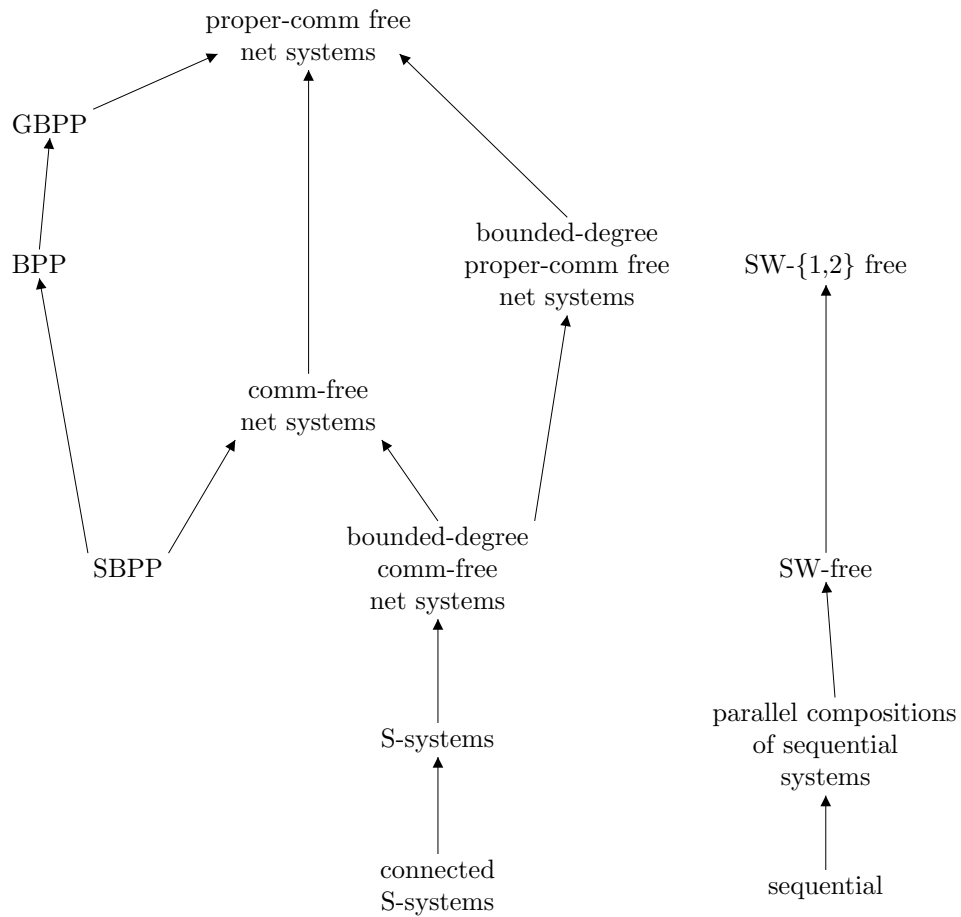 proper-comm free
net systems
GBPP
BPP
bounded-degree
proper-comm free
net systems
SW-{1,2} free
comm-free
net systems
SBPP
bounded-degree
comm-free
net systems
SW-free
S-systems
parallel compositions
of sequential
systems
connected
S-systems
sequential